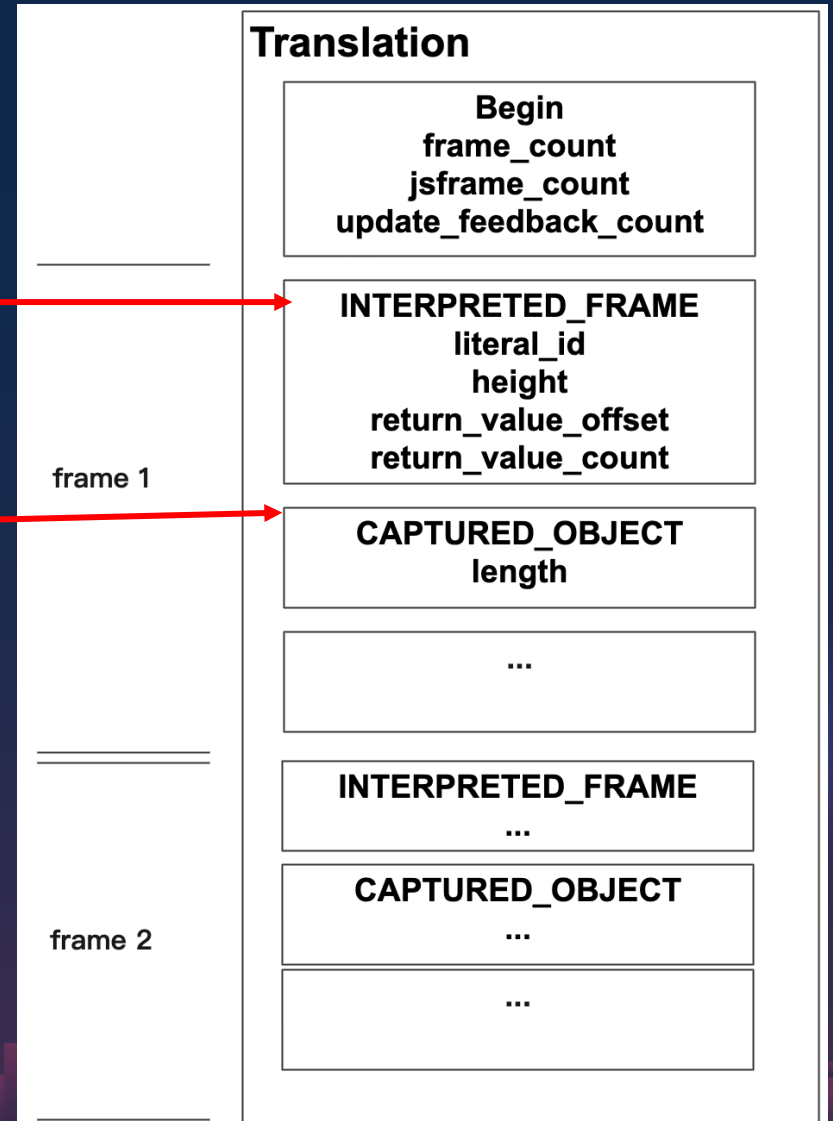 Translation
Begin
frame_count
jsframe_count
update_feedback_count
INTERPRETED_FRAME
literal_id
height
return_value_offset
return_value_count
frame 1
CAPTURED_OBJECT
length
...
INTERPRETED_FRAME
...
CAPTURED_OBJECT
...
frame 2
...